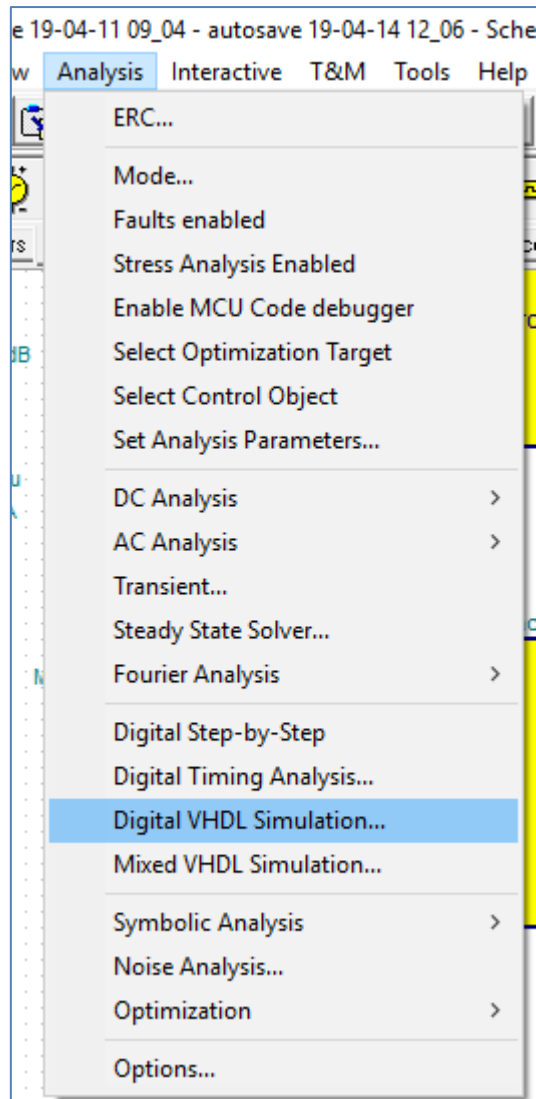 e 19-04-11 09_04 - autosave 19-04-14 12_06 - Sche
w Analysis Interactive T&M Tools Help
ERC...
Mode...
Faults enabled
Stress Analysis Enabled
Enable MCU Code debugger
Select Optimization Target
Select Control Object
Set Analysis Parameters...
DC Analysis
AC Analysis
Transient...
Steady State Solver...
Fourier Analysis
Digital Step-by-Step
Digital Timing Analysis...
Digital VHDL Simulation...
Mixed VHDL Simulation...
Symbolic Analysis
Noise Analysis...
Optimization
Options...